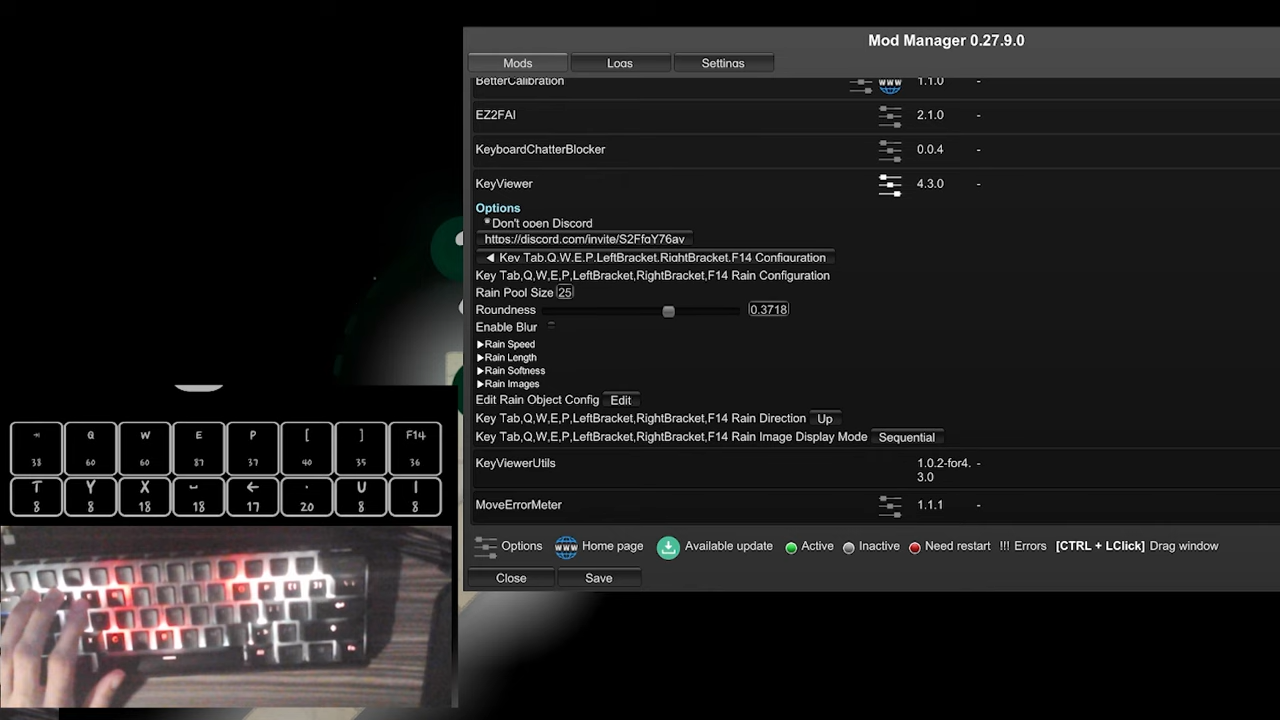 Mod Manager 0.27.9.0
Mods Logs Settings
BetterCalibration www 1.1.0 -
EZ2FAI 2.1.0 -
KeyboardChatterBlocker 0.0.4 -
KeyViewer 4.3.0 -
Options
Don't open Discord
https://discord.com/invite/S2FfqY76av
◀ Key Tab,Q,W,E,P,LeftBracket,RightBracket,F14 Configuration
Key Tab,Q,W,E,P,LeftBracket,RightBracket,F14 Rain Configuration
Rain Pool Size 25
Roundness 0.3718
Enable Blur
▶Rain Speed
▶Rain Length
▶Rain Softness
▶Rain Images
Edit Rain Object Config Edit
Key Tab,Q,W,E,P,LeftBracket,RightBracket,F14 Rain Direction Up
Key Tab,Q,W,E,P,LeftBracket,RightBracket,F14 Rain Image Display Mode Sequential
KeyViewerUtils 1.0.2-for4. -
3.0
MoveErrorMeter 1.1.1 -
Options www Home page Available update Active Inactive Need restart !!! Errors [CTRL + LClick] Drag window
Close Save
⇥ Q W E P [ ] F14
38 60 60 87 37 40 35 36
T Y X ⎵ ← . U I
8 8 18 18 17 20 8 8